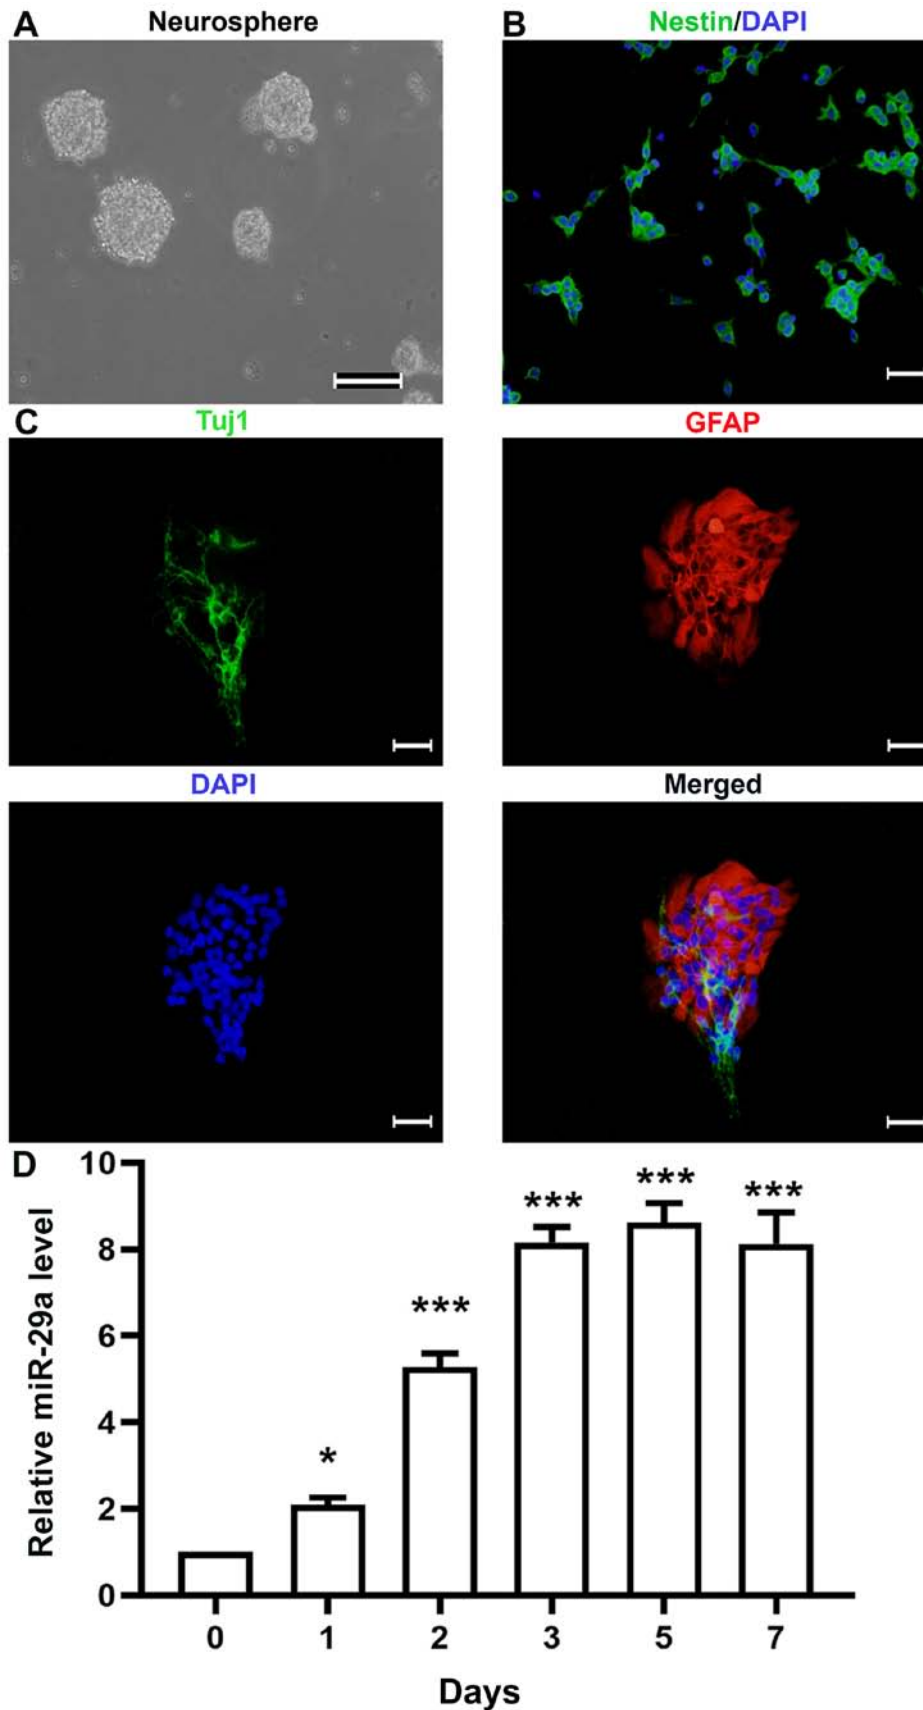 A Neurosphere
B Nestin/DAPI
C Tuj1
GFAP
DAPI
Merged
D
Relative miR-29a level
10
8
6
4
2
0
*
***
***
***
***
0 1 2 3 5 7
Days